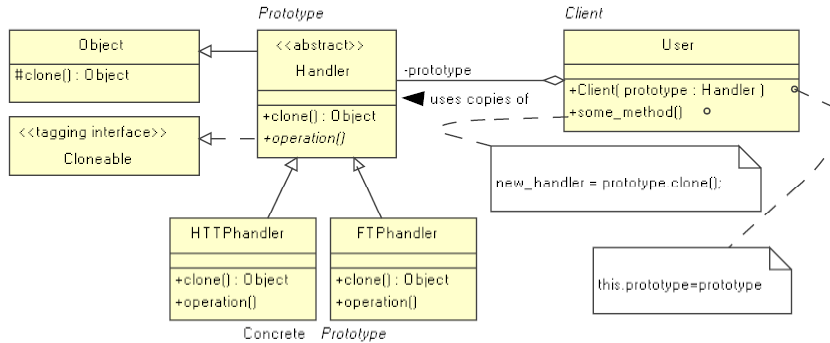 Prototype
Client
Object
#clone() : Object
<<abstract>>
Handler
+clone() : Object
+operation()
-prototype
uses copies of
User
+Client( prototype : Handler )
+some_method()
<<tagging interface>>
Cloneable
new_handler = prototype.clone();
HTTPhandler
+clone() : Object
+operation()
FTPhandler
+clone() : Object
+operation()
this.prototype=prototype
Concrete Prototype